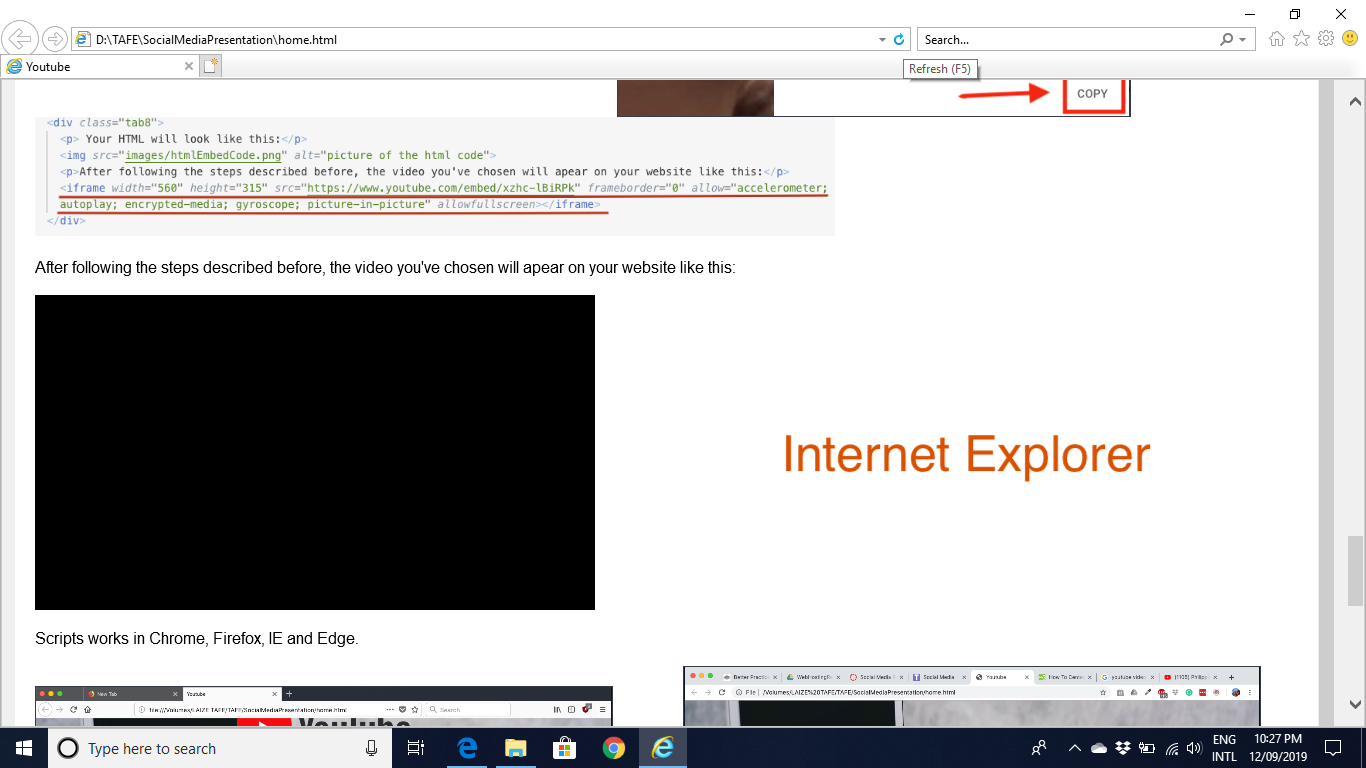 D:\TAFE\SocialMediaPresentation\home.html
Search...
Youtube
Refresh (F5)
COPY
<div class="tab8">
<p> Your HTML will look like this:</p>
<img src="images/htmlEmbedCode.png" alt="picture of the html code">
<p>After following the steps described before, the video you've chosen will apear on your website like this:</p>
<iframe width="560" height="315" src="https://www.youtube.com/embed/xzhc-lBiRPk" frameborder="0" allow="accelerometer;
autoplay; encrypted-media; gyroscope; picture-in-picture" allowfullscreen></iframe>
</div>
After following the steps described before, the video you've chosen will apear on your website like this:
Internet Explorer
Scripts works in Chrome, Firefox, IE and Edge.
New Tab
Youtube
file:///Volumes/LAIZE TAFE/TAFE/SocialMediaPresentation/home.html
Search
Youtube
Better Practice
WebHostingR
Social Media
Social Media
Youtube
How To Cente
youtube video
(1108) Philipp
File
/Volumes/LAIZE%20TAFE/TAFE/SocialMediaPresentation/home.html
Type here to search
ENG
INTL
10:27 PM
12/09/2019